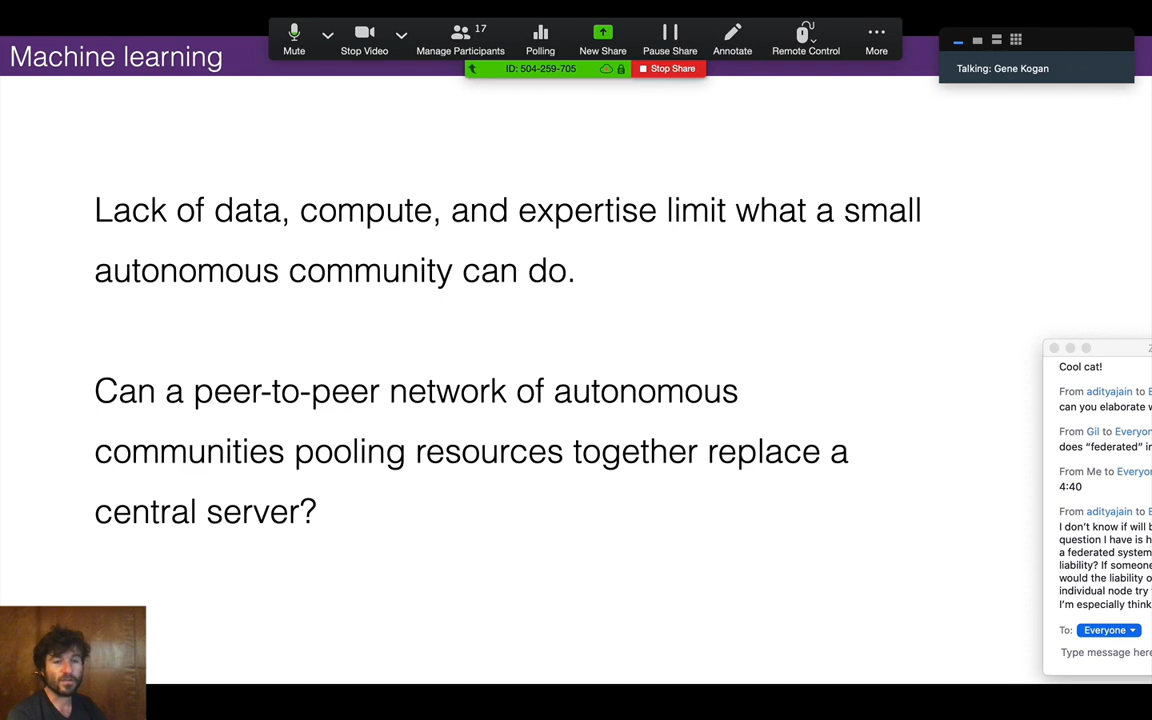 Machine learning
17
Mute
Stop Video
Manage Participants
Polling
New Share
Pause Share
Annotate
Remote Control
More
ID: 504-259-705
Stop Share
Talking: Gene Kogan
Lack of data, compute, and expertise limit what a small
autonomous community can do.
Can a peer-to-peer network of autonomous
communities pooling resources together replace a
central server?
Cool cat!
From adityajain to E
can you elaborate w
From Gil to Everyon
does “federated” in
From Me to Everyo
4:40
From adityajain to E
I don’t know if will b
question I have is h
a federated system
liability? If someone
would the liability o
individual node try
I’m especially think
To: Everyone
Type message here